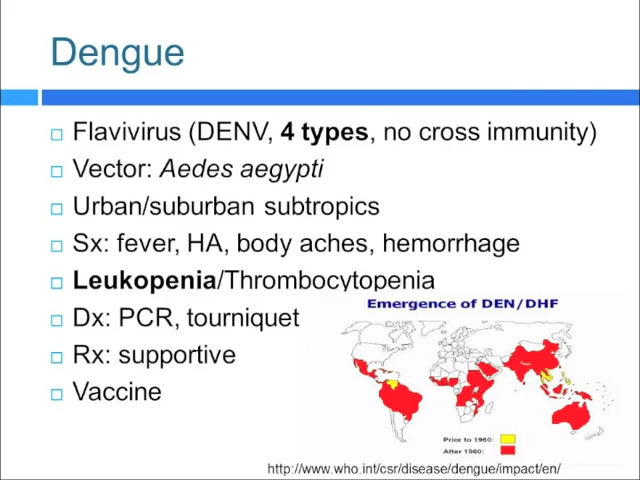 Dengue
Flavivirus (DENV, 4 types, no cross immunity)
Vector: Aedes aegypti
Urban/suburban subtropics
Sx: fever, HA, body aches, hemorrhage
Leukopenia/Thrombocytopenia
Dx: PCR, tourniquet
Rx: supportive
Vaccine
Emergence of DEN/DHF
Prior to 1960:
After 1960:
http://www.who.int/csr/disease/dengue/impact/en/